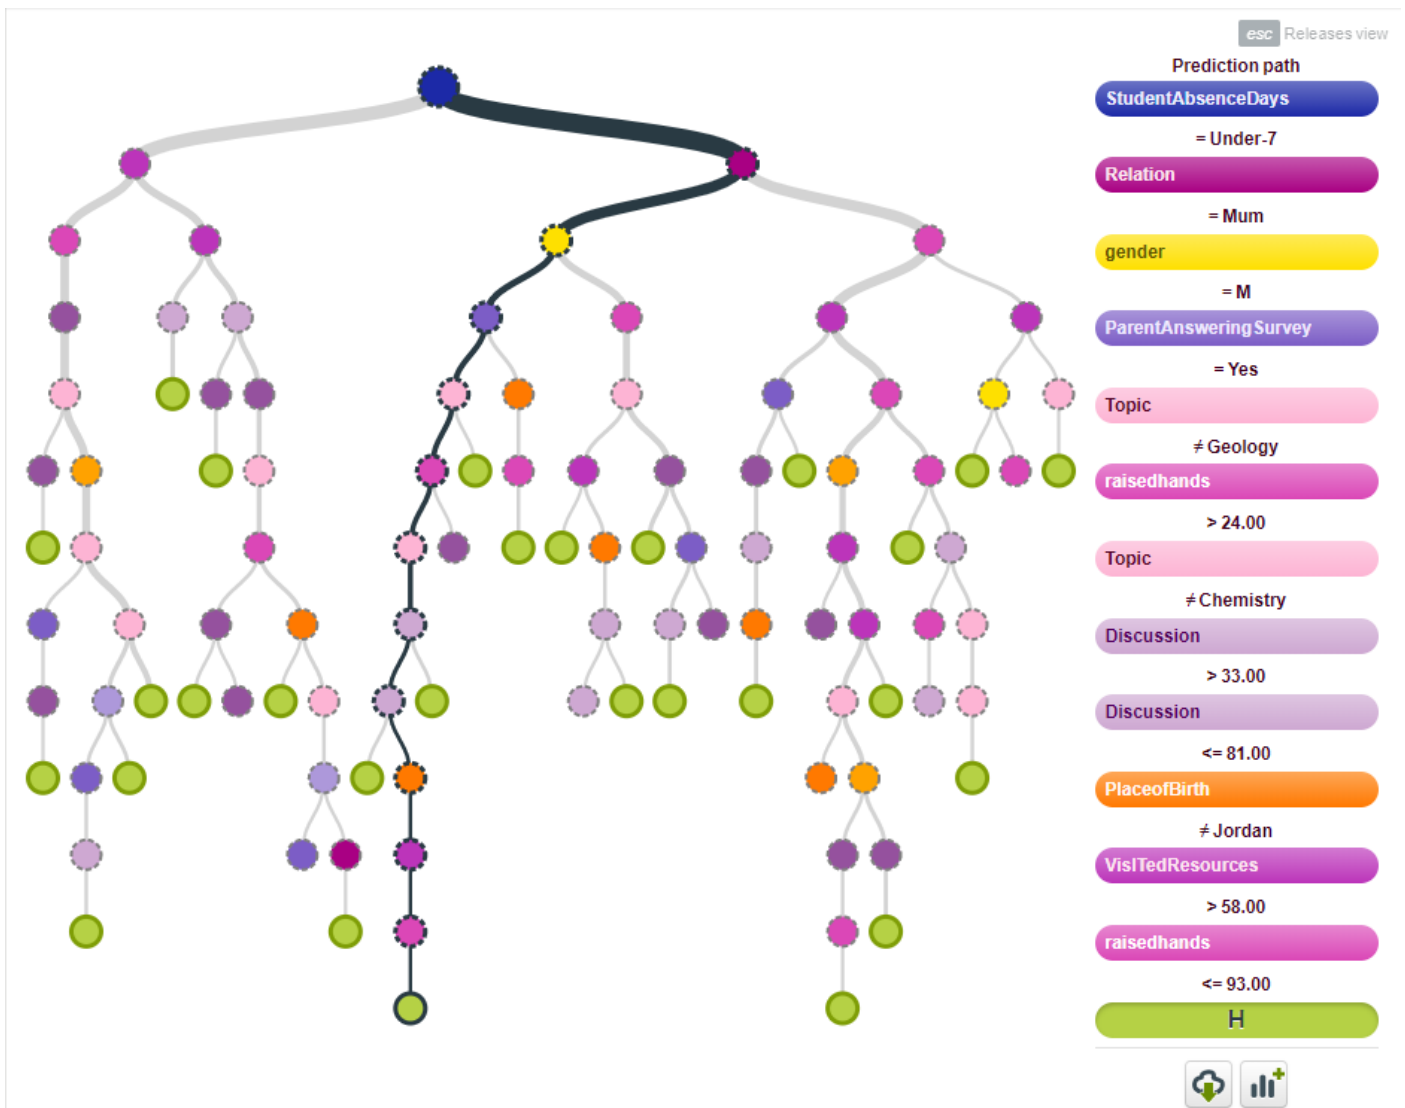 esc Releases view
Prediction path
StudentAbsenceDays
= Under-7
Relation
= Mum
gender
= M
ParentAnsweringSurvey
= Yes
Topic
≠ Geology
raisedhands
> 24.00
Topic
≠ Chemistry
Discussion
> 33.00
Discussion
<= 81.00
PlaceofBirth
≠ Jordan
VisITedResources
> 58.00
raisedhands
<= 93.00
H